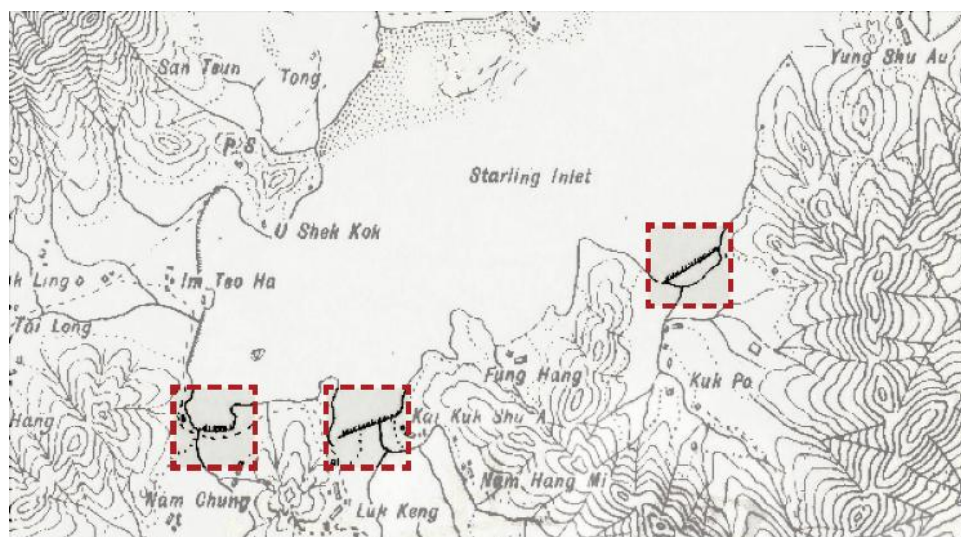 San Tsun
Tong
Yung Shu Au
P.S
Starling Inlet
U Shek Kok
k Ling
Im Tso Ha
Tai Long
Fung Hang
Kuk Po
Hang
Kai Kuk Shu A
Nam Hang Mi
Nam Chung
Luk Keng